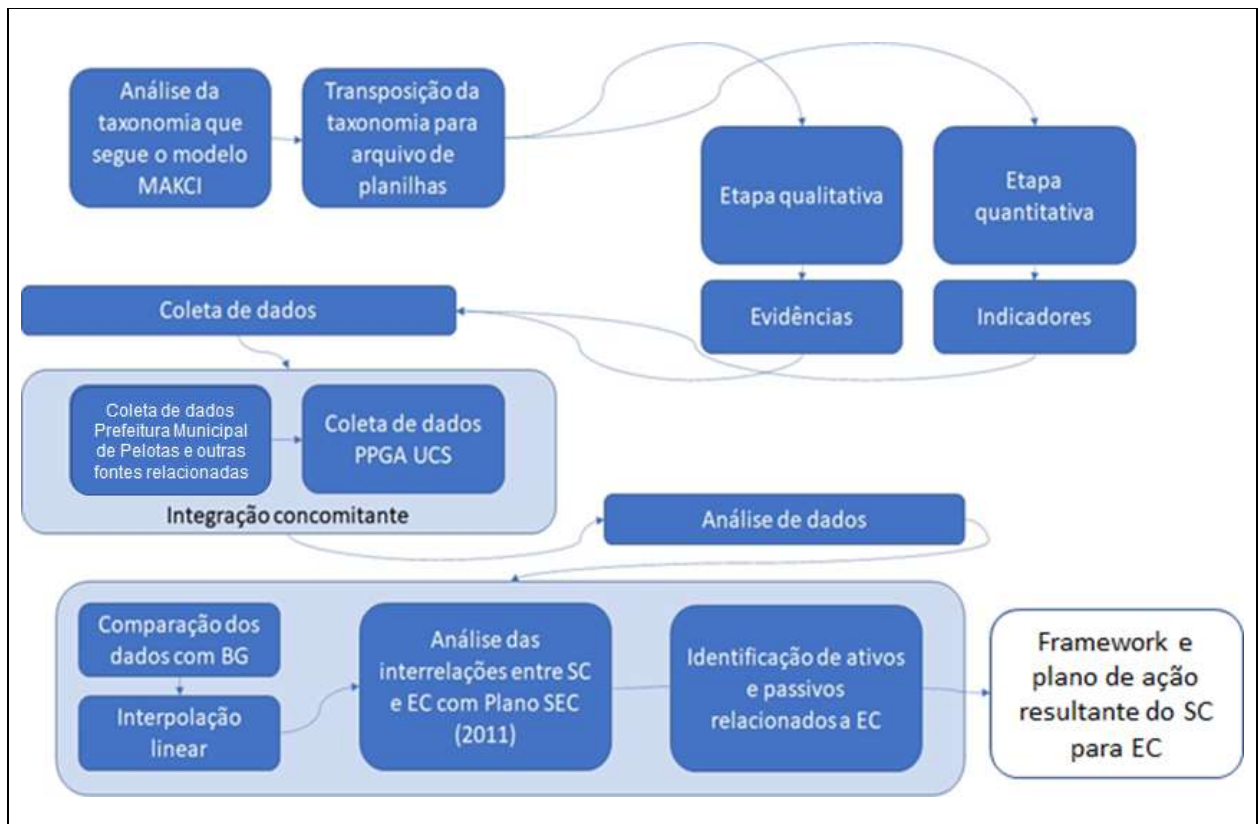 Análise da
taxonomia que
segue o modelo
MAKCI
Transposição da
taxonomia para
arquivo de
planilhas
Etapa qualitativa
Etapa
quantitativa
Evidências
Indicadores
Coleta de dados
Coleta de dados
Prefeitura Municipal
de Pelotas e outras
fontes relacionadas
Coleta de dados
PPGA UCS
Integração concomitante
Análise de dados
Comparação dos
dados com BG
Interpolação
linear
Análise das
interrelações entre SC
e EC com Plano SEC
(2011)
Identificação de ativos
e passivos
relacionados a EC
Framework e
plano de ação
resultante do SC
para EC